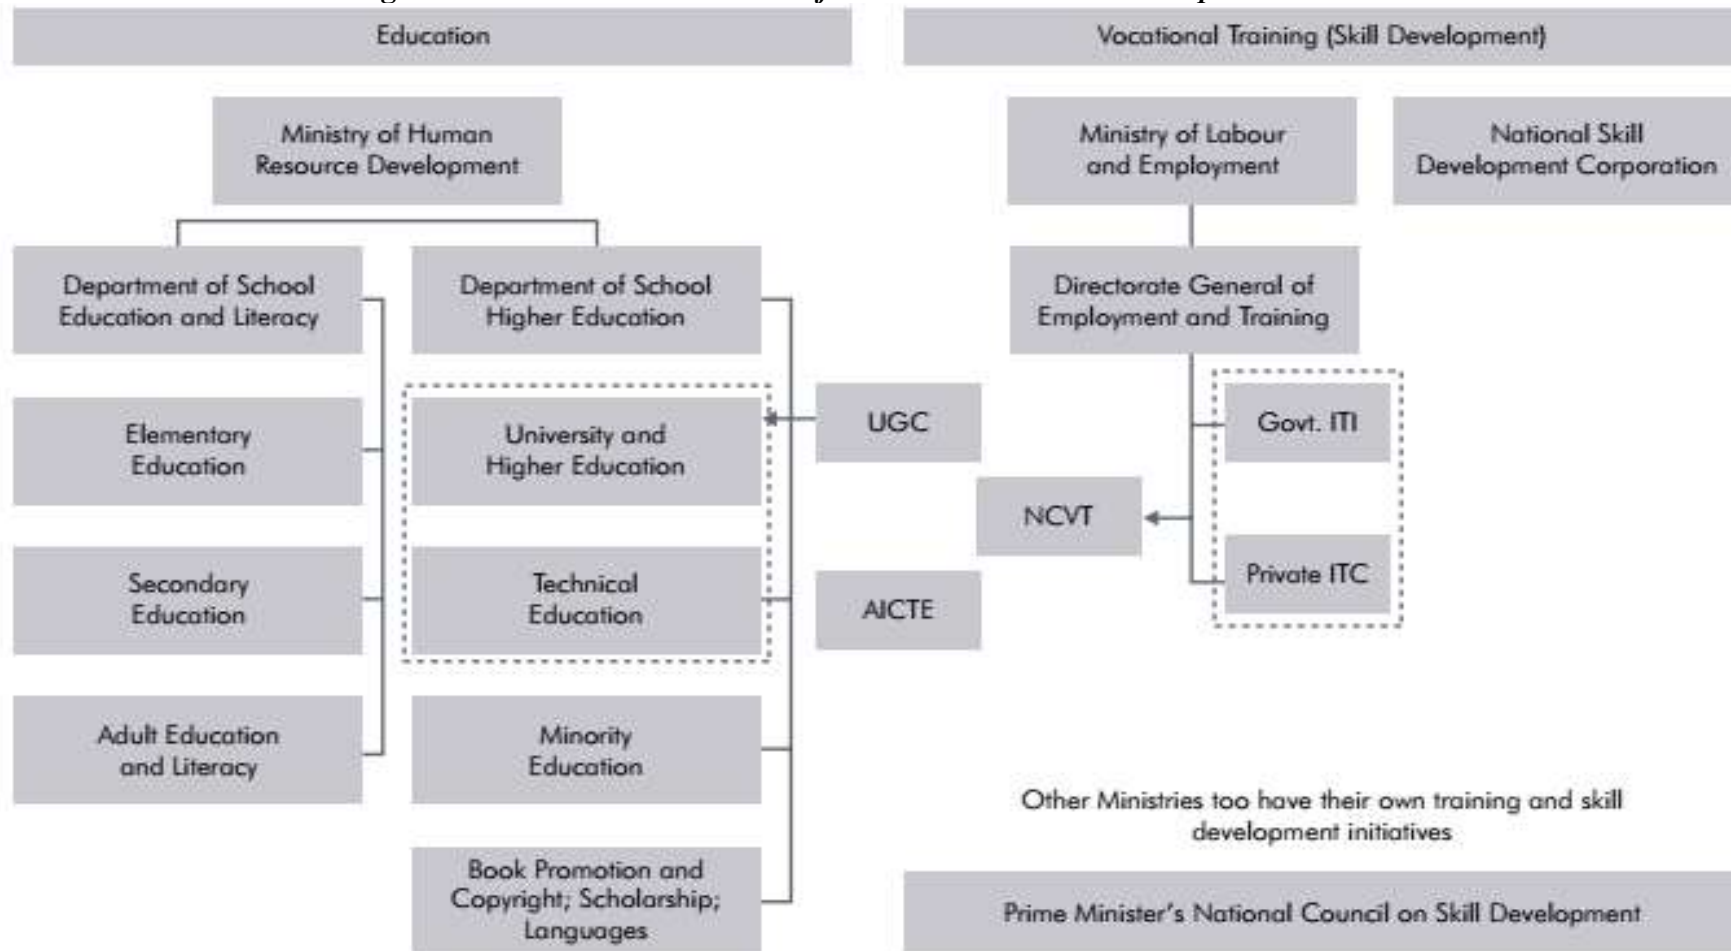 Education
Vocational Training (Skill Development)
Ministry of Human
Resource Development
Ministry of Labour
and Employment
National Skill
Development Corporation
Department of School
Education and Literacy
Department of School
Higher Education
Directorate General of
Employment and Training
Elementary
Education
University and
Higher Education
UGC
Govt. ITI
NCVT
Secondary
Education
Technical
Education
AICTE
Private ITC
Adult Education
and Literacy
Minority
Education
Other Ministries too have their own training and skill
development initiatives
Book Promotion and
Copyright; Scholarship;
Languages
Prime Minister's National Council on Skill Development